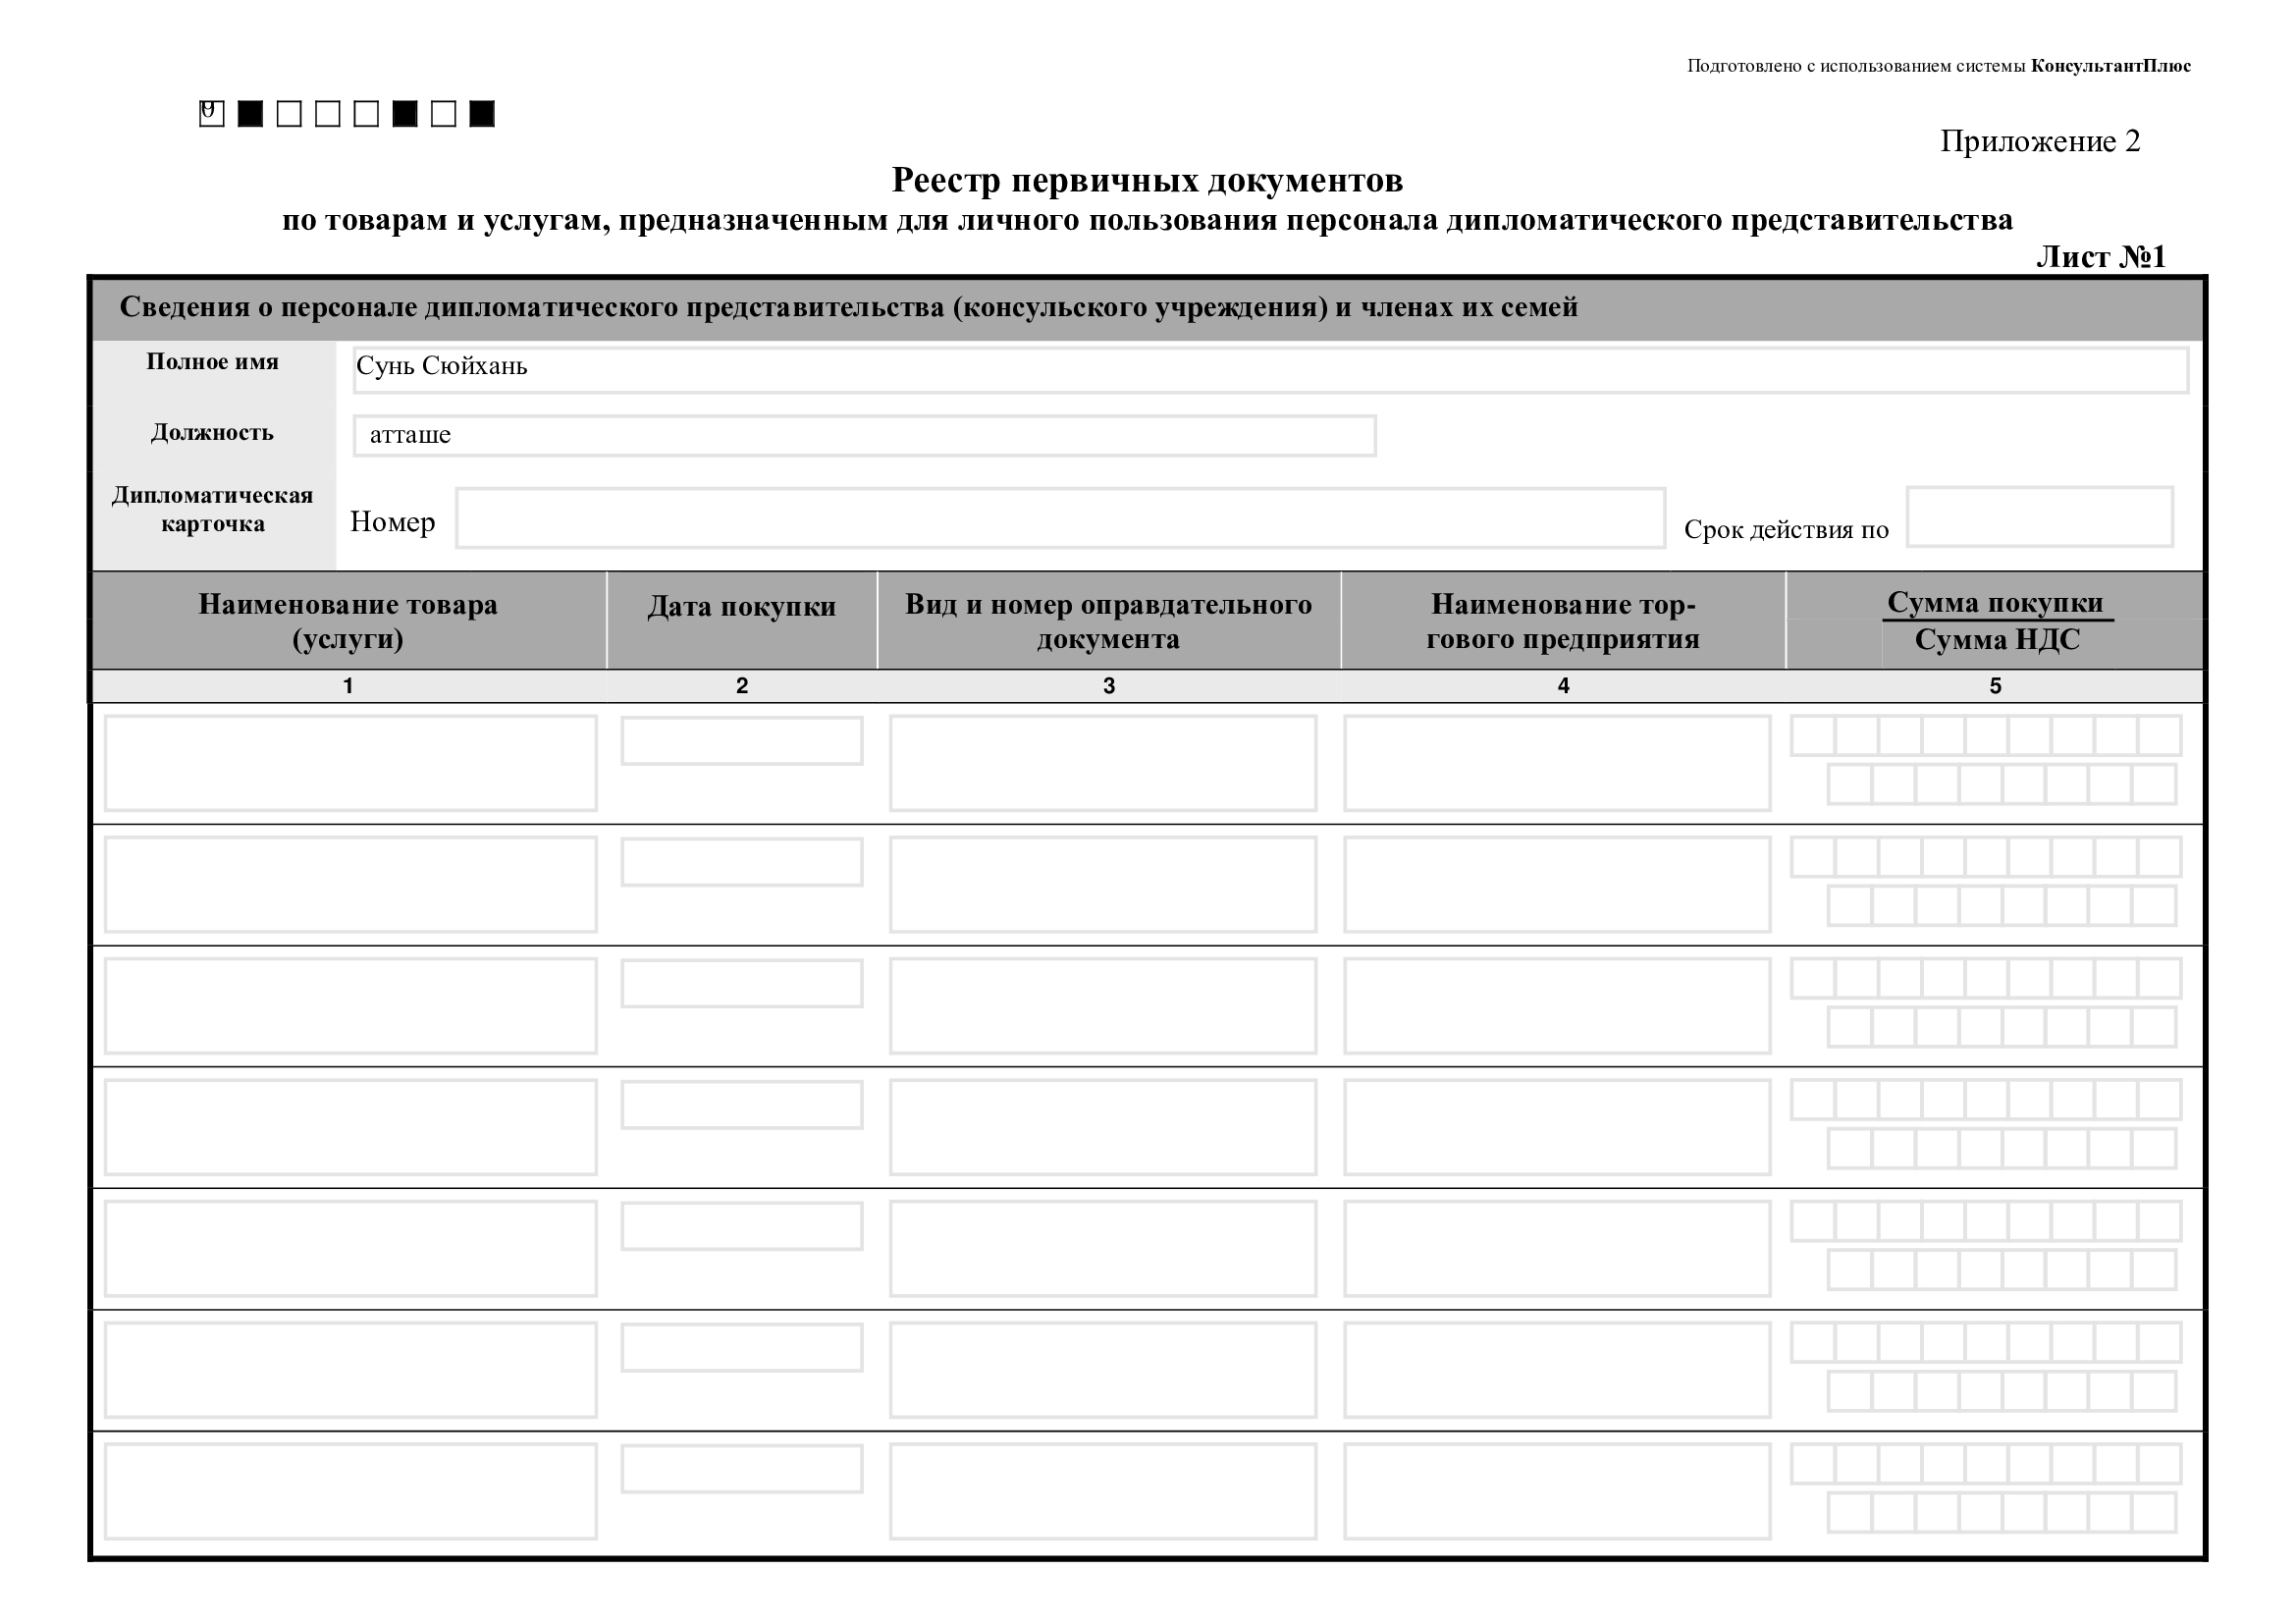 Подготовлено с использованием системы КонсультантПлюс
Приложение 2
Реестр первичных документов
по товарам и услугам, предназначенным для личного пользования персонала дипломатического представительства
Лист №1
Сведения о персонале дипломатического представительства (консульского учреждения) и членах их семей
Полное имя
Сунь Сюйхань
Должность
атташе
Дипломатическая
карточка
Номер
Срок действия по
Наименование товара
(услуги)
Дата покупки
Вид и номер оправдательного
документа
Наименование тор-
гового предприятия
Сумма покупки
Сумма НДС
1
2
3
4
5